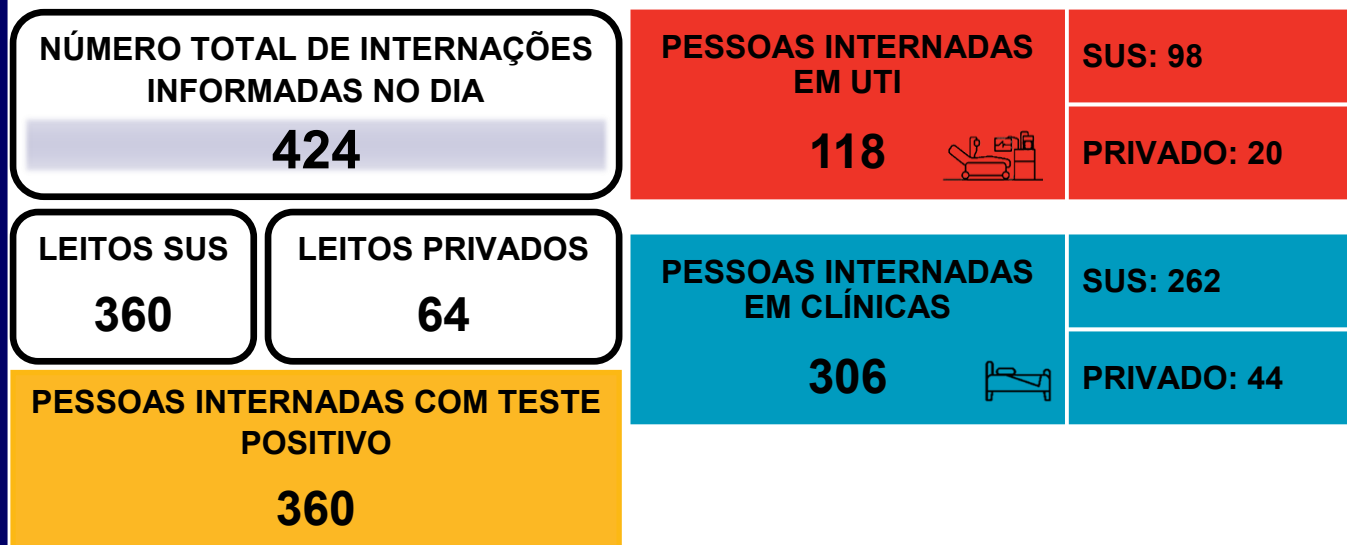 NÚMERO TOTAL DE INTERNAÇÕES
INFORMADAS NO DIA
424
LEITOS SUS
360
LEITOS PRIVADOS
64
PESSOAS INTERNADAS COM TESTE
POSITIVO
360
PESSOAS INTERNADAS
EM UTI
118
SUS: 98
PRIVADO: 20
PESSOAS INTERNADAS
EM CLÍNICAS
306
SUS: 262
PRIVADO: 44